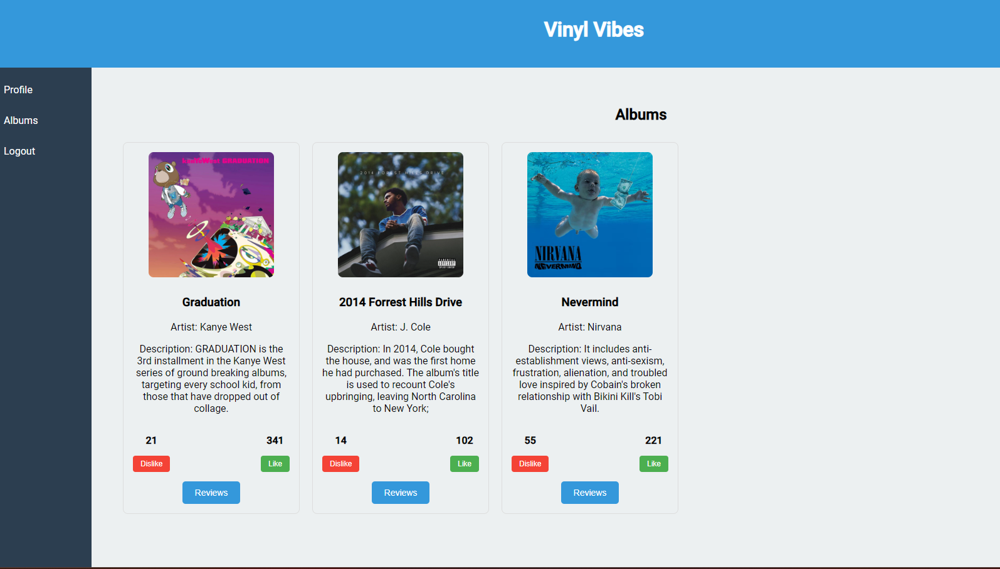 Vinyl Vibes
Profile
Albums
Logout
Albums
kanYeWest GRADUATION
Graduation
Artist: Kanye West
Description: GRADUATION is the
3rd installment in the Kanye West
series of ground breaking albums,
targeting every school kid, from
those that have dropped out of
collage.
21
341
Dislike
Like
Reviews
2014 FOREST HILLS DRIVE
PARENTAL
ADVISORY
EXPLICIT CONTENT
2014 Forrest Hills Drive
Artist: J. Cole
Description: In 2014, Cole bought
the house, and was the first home
he had purchased. The album's title
is used to recount Cole's
upbringing, leaving North Carolina
to New York;
14
102
Dislike
Like
Reviews
NIRVANA
NEVERMIND
Nevermind
Artist: Nirvana
Description: It includes anti-
establishment views, anti-sexism,
frustration, alienation, and troubled
love inspired by Cobain's broken
relationship with Bikini Kill's Tobi
Vail.
55
221
Dislike
Like
Reviews